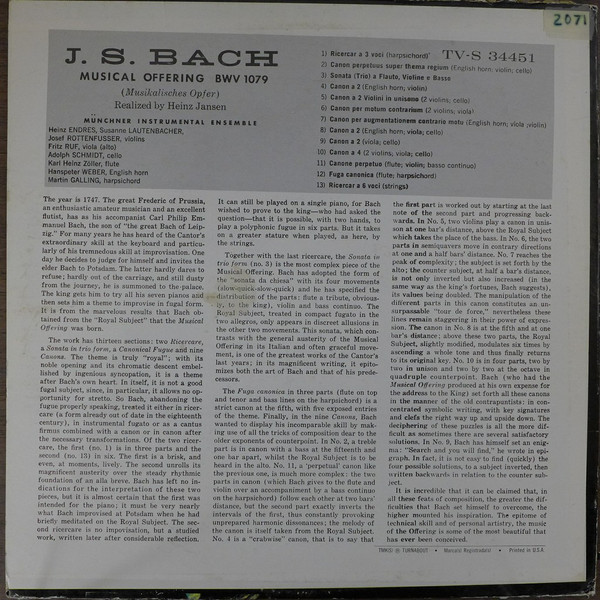 2071
J. S. BACH
MUSICAL OFFERING BWV 1079
(Musikalisches Opfer)
Realized by Heinz Jansen
MÜNCHNER INSTRUMENTAL ENSEMBLE
Heinz ENDRES, Susanne LAUTENBACHER,
Josef ROTTENFUSSER, violins
Fritz RUF, viola (alto)
Adolph SCHMIDT, cello
Karl Heinz Zöller, flute
Hanspeter WEBER, English horn
Martin GALLING, harpsichord
TV-S 34451
1) Ricercar a 3 voci (harpsichord)
2) Canon perpetuus super thema regium (English horn; violin; cello)
3) Sonata (Trio) a Flauto, Violine e Basso
4) Canon a 2 (English horn; violin)
5) Canon a 2 Violini in unisono (2 violins; cello)
6) Canon per motum contrarium (2 violins; viola)
7) Canon per augmentationem contrario motu (English horn; viola; violin)
8) Canon a 2 (English horn; viola; cello)
9) Canon a 2 (viola; cello)
10) Canon a 4 (2 violins; viola; cello)
11) Canone perpetuo (flute; violin; basso continuo)
12) Fuga canonica (flute; harpsichord)
13) Ricercar a 6 voci (strings)
The year is 1747. The great Frederic of Prussia,
an enthusiastic amateur musician and an excellent
flutist, has as his accompanist Carl Philip Em-
manuel Bach, the son of "the great Bach of Leip-
zig." For many years he has heard of the Cantor's
extraordinary skill at the keyboard and particu-
larly of his tremendous skill at improvisation. One
day he decides to judge for himself and invites the
elder Bach to Potsdam. The latter hardly dares to
refuse; hardly out of the carriage, and still dusty
from the journey, he is summoned to the palace.
The king gets him to try all his seven pianos and
then sets him a theme to improvise in fugal form.
It is from the marvelous results that Bach ob-
tained from the "Royal Subject" that the Musical
Offering was born.
The work has thirteen sections: two Ricercare,
a Sonata in trio form, a Canonical Fugue and nine
Canons. The theme is truly "royal"; with its
noble opening and its chromatic descent embel-
lished by ingenious syncopation, it is a theme
after Bach's own heart. In itself, it is not a good
fugal subject, since, in particular, it allows no op-
portunity for stretto. So Bach, abandoning the
fugue properly speaking, treated it either in ricer-
care (a form already out of date in the eighteenth
century), in instrumental fugato or as a cantus
firmus combined with a canon or in canon after
the necessary transformations. Of the two ricer-
care, the first (no. 1) is in three parts and the
second (no. 13) in six. The first is a brisk, and
even, at moments, lively. The second unrolls its
magnificent austerity over the steady rhythmic
foundation of an alla breve. Bach has left no in-
dications for the interpretation of these two
pieces, but it is almost certain that the first was
intended for the piano; it must be very nearly
what Bach improvised at Potsdam when he had
briefly meditated on the Royal Subject. The sec-
ond ricercare is no improvisation, but a studied
work, written later after considerable reflection.
It can still be played on a single piano, for Bach
wished to prove to the king—who had asked the
question—that it is possible, with two hands, to
play a polyphonic fugue in six parts. But it takes
on a greater stature when played, as here, by
the strings.
Together with the last ricercare, the Sonata in
trio form (no. 3) is the most complex piece of the
Musical Offering. Bach has adopted the form of
the "sonata da chiesa" with its four movements
(slow-quick-slow-quick) and he has specified the
distribution of the parts: flute a tribute, obvious-
ly, to the king), violin and bass continuo. The
Royal Subject, treated in compact fugato in the
two allegros, only appears in discreet allusions in
the other two movements. This sonata, which con-
trasts with the general austerity of the Musical
Offering in its Italian and often graceful move-
ment, is one of the greatest works of the Cantor's
last years; in its magnificent writing, it epito-
mizes both the art of Bach and that of his prede-
cessors.
The Fuga canonica in three parts (flute on top
and tenor and bass lines on the harpsichord) is a
strict canon at the fifth, with five exposed entries
of the theme. Finally, in the nine Canons, Bach
wanted to display his incomparable skill by mak-
ing use of all the tricks of composition dear to the
older exponents of counterpoint. In No. 2, a treble
part is in canon with a bass at the fifteenth and
one bar apart, whilst the Royal Subject is to be
heard in the alto. No. 11, a 'perpetual' canon like
the previous one, is much more complex: the two
parts in canon (which Bach gives to the flute and
violin over an accompaniment by a bass continuo
on the harpsichord) follow each other at two bars'
distance, but the second part exactly inverts the
intervals of the first, thus constantly provoking
unprepared harmonic dissonances; the melody of
the canon is itself taken from the Royal Subject.
No. 4 is a "crabwise" canon, that is to say that
the first part is worked out by starting at the last
note of the second part and progressing back-
wards. In No. 5, two violins play a canon in uni-
son at one bar's distance, above the Royal Subject
which takes the place of the bass. In No. 6, the two
parts in semiquavers move in contrary directions
at one and a half bars' distance. No. 7 reaches the
peak of complexity; the subject is set forth by the
alto; the counter subject, at half a bar's distance,
is not only inverted but also increased (in the
same way as the king's fortunes, Bach suggests),
its values being doubled. The manipulation of the
different parts in this canon constitutes an un-
surpassable "tour de force," nevertheless these
lines remain staggering in their power of expres-
sion. The canon in no. 8 is at the fifth and at one
bar's distance; above these two parts, the Royal
Subject, slightly modified, modulates six times by
ascending a whole tone and thus finally returns
to its original key. No. 10 is in four parts, two by
two in unison and two by two at the octave in
quadruple counterpoint. Bach (who had the
Musical Offering produced at his own expense for
the address to the King) set forth all these canons
in the manner of the old contrapuntists: in con-
centrated symbolic writing, with key signatures
and clefs the right way up and upside down. The
deciphering of these puzzles is all the more dif-
ficult as sometimes there are several satisfactory
solutions. In No. 9, Bach has himself set an enig-
ma: "Search and you will find," he wrote in epi-
graph. In fact, it is not easy to find (quickly) the
four possible solutions, to a subject inverted, then
written backwards in relation to the counter sub-
ject.
It is incredible that it can be claimed that, in
all these feats of composition, the greater the dif-
ficulties that Bach set himself to overcome, the
higher mounted his inspiration. The epitome of
technical skill and of personal artistry, the music
of the Offering is some of the most beautiful that
has ever been conceived.
TMK(S) ® TURNABOUT • Marca(s) Registrada(s) • Printed in U.S.A.